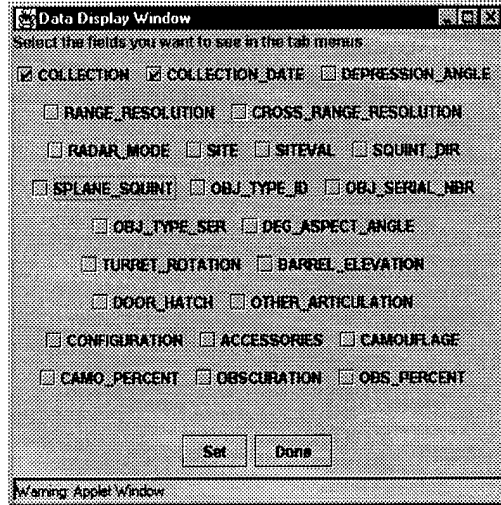 Data Display Window
Select the fields you want to see in the tab menus
COLLECTION COLLECTION_DATE DEPRESSION_ANGLE
RANGE_RESOLUTION CROSS_RANGE_RESOLUTION
RADAR_MODE SITE SITEVAL SQUINT_DIR
SPLANE_SQUINT OBJ_TYPE_ID OBJ_SERIAL_NBR
OBJ_TYPE_SER DEG_ASPECT_ANGLE
TURRET_ROTATION BARREL_ELEVATION
DOOR_HATCH OTHER_ARTICULATION
CONFIGURATION ACCESSORIES CAMOUFLAGE
CAMO_PERCENT OBSCURATION OBS_PERCENT
Set Done
Warning: Applet Window